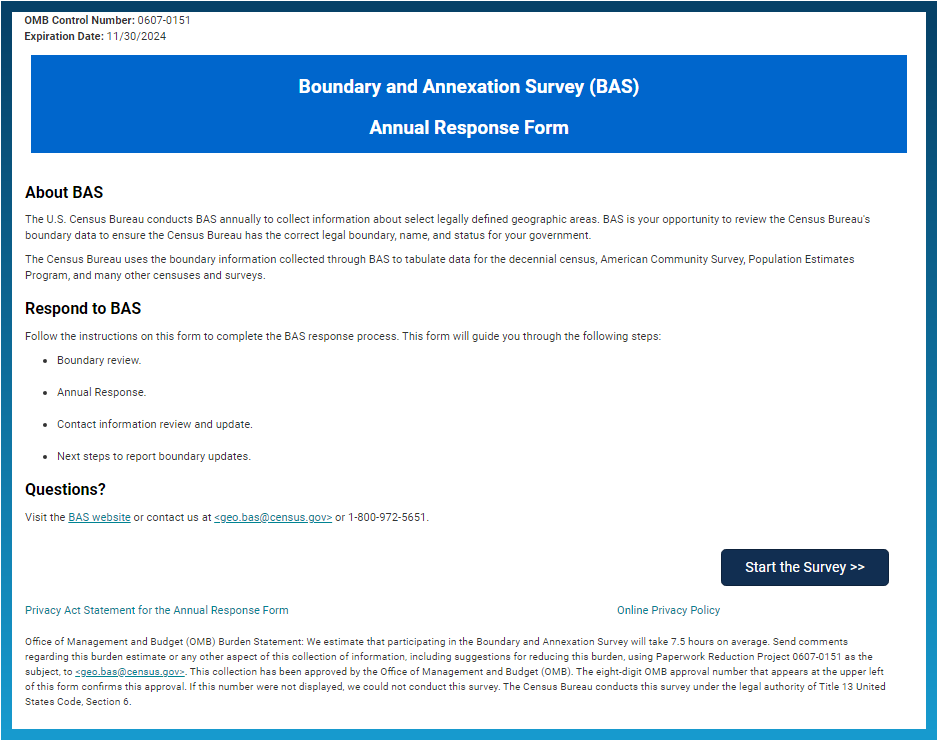 OMB Control Number: 0607-0151
Expiration Date: 11/30/2024
Boundary and Annexation Survey (BAS)
Annual Response Form
About BAS
The U.S. Census Bureau conducts BAS annually to collect information about select legally defined geographic areas. BAS is your opportunity to review the Census Bureau's
boundary data to ensure the Census Bureau has the correct legal boundary, name, and status for your government.
The Census Bureau uses the boundary information collected through BAS to tabulate data for the decennial census, American Community Survey, Population Estimates
Program, and many other censuses and surveys.
Respond to BAS
Follow the instructions on this form to complete the BAS response process. This form will guide you through the following steps:
• Boundary review.
• Annual Response.
• Contact information review and update.
• Next steps to report boundary updates.
Questions?
Visit the BAS website or contact us at <geo.bas@census.gov> or 1-800-972-5651.
Start the Survey >>
Privacy Act Statement for the Annual Response Form
Online Privacy Policy
Office of Management and Budget (OMB) Burden Statement: We estimate that participating in the Boundary and Annexation Survey will take 7.5 hours on average. Send comments
regarding this burden estimate or any other aspect of this collection of information, including suggestions for reducing this burden, using Paperwork Reduction Project 0607-0151 as the
subject, to <geo.bas@census.gov>. This collection has been approved by the Office of Management and Budget (OMB). The eight-digit OMB approval number that appears at the upper left
of this form confirms this approval. If this number were not displayed, we could not conduct this survey. The Census Bureau conducts this survey under the legal authority of Title 13 United
States Code, Section 6.